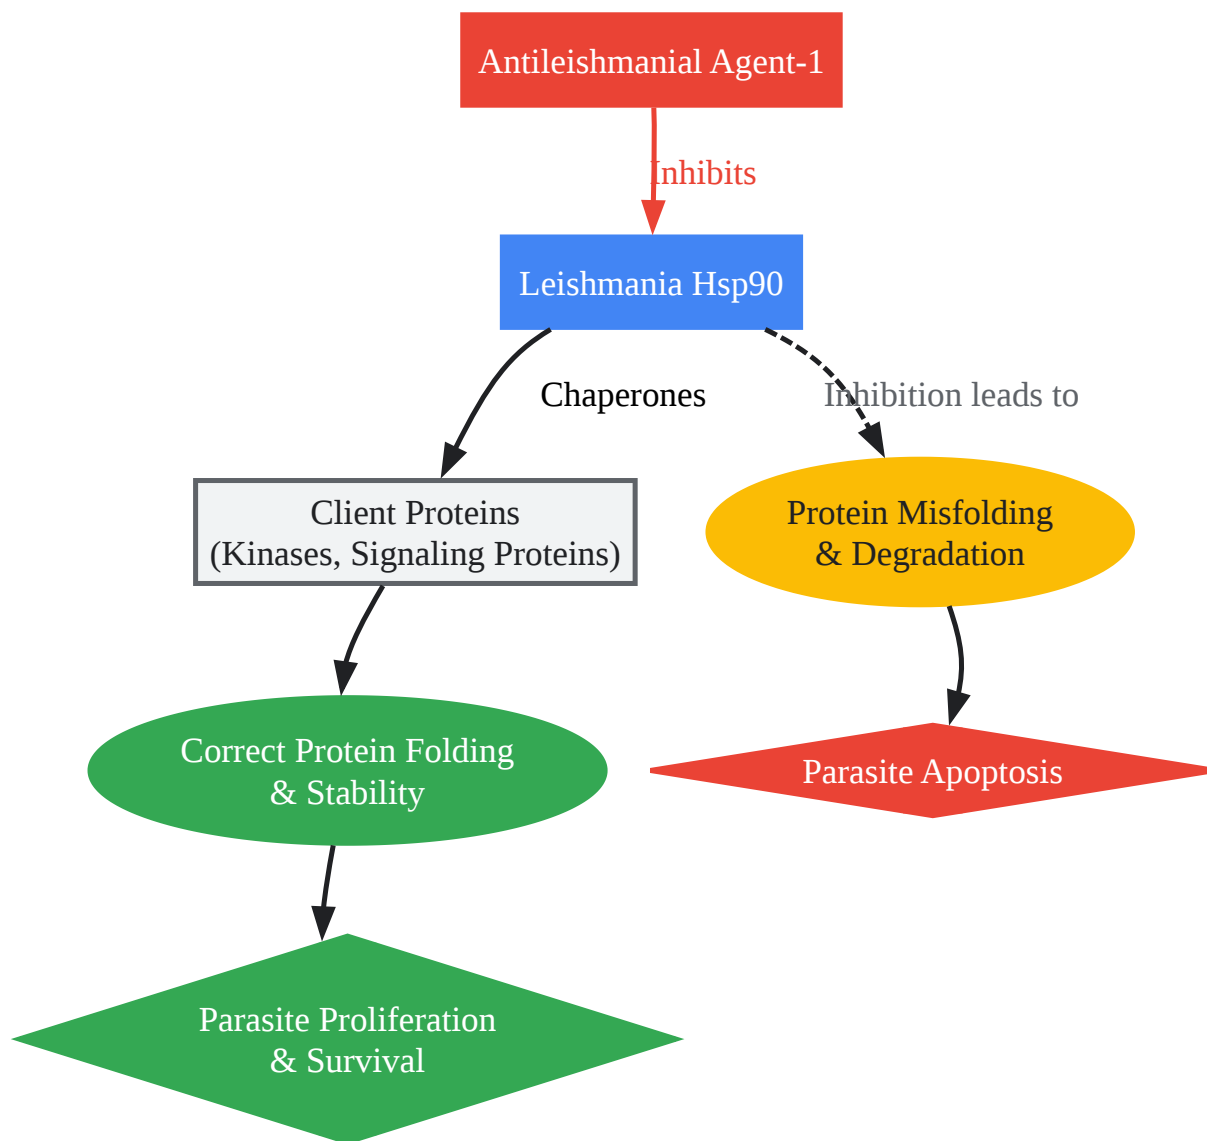 Antileishmanial Agent-1
Inhibits
Leishmania Hsp90
Chaperones
Inhibition leads to
Client Proteins
(Kinases, Signaling Proteins)
Protein Misfolding
& Degradation
Correct Protein Folding
& Stability
Parasite Apoptosis
Parasite Proliferation
& Survival